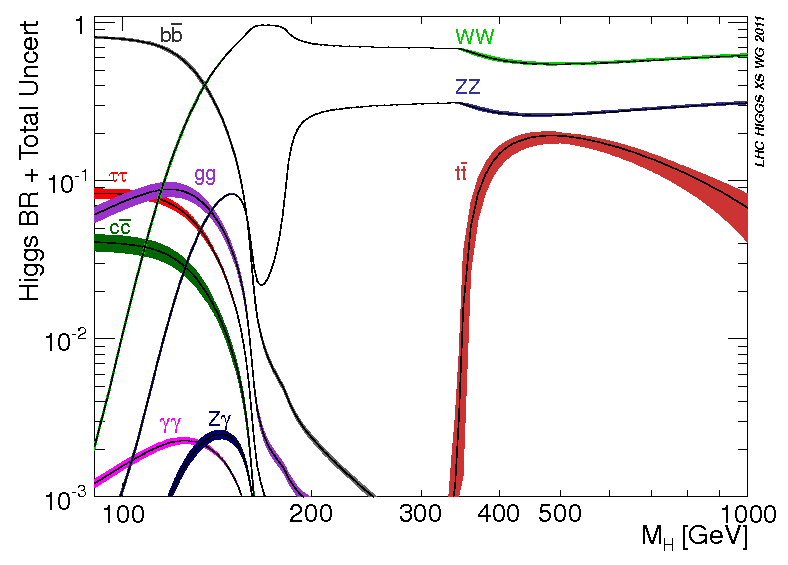 Higgs BR + Total Uncert
1
10⁻¹
10⁻²
10⁻³
bb̅
ττ
gg
cc̅
γγ
Zγ
WW
ZZ
tt̅
100
200
300
400
500
1000
M_H [GeV]
LHC HIGGS XS WG 2011